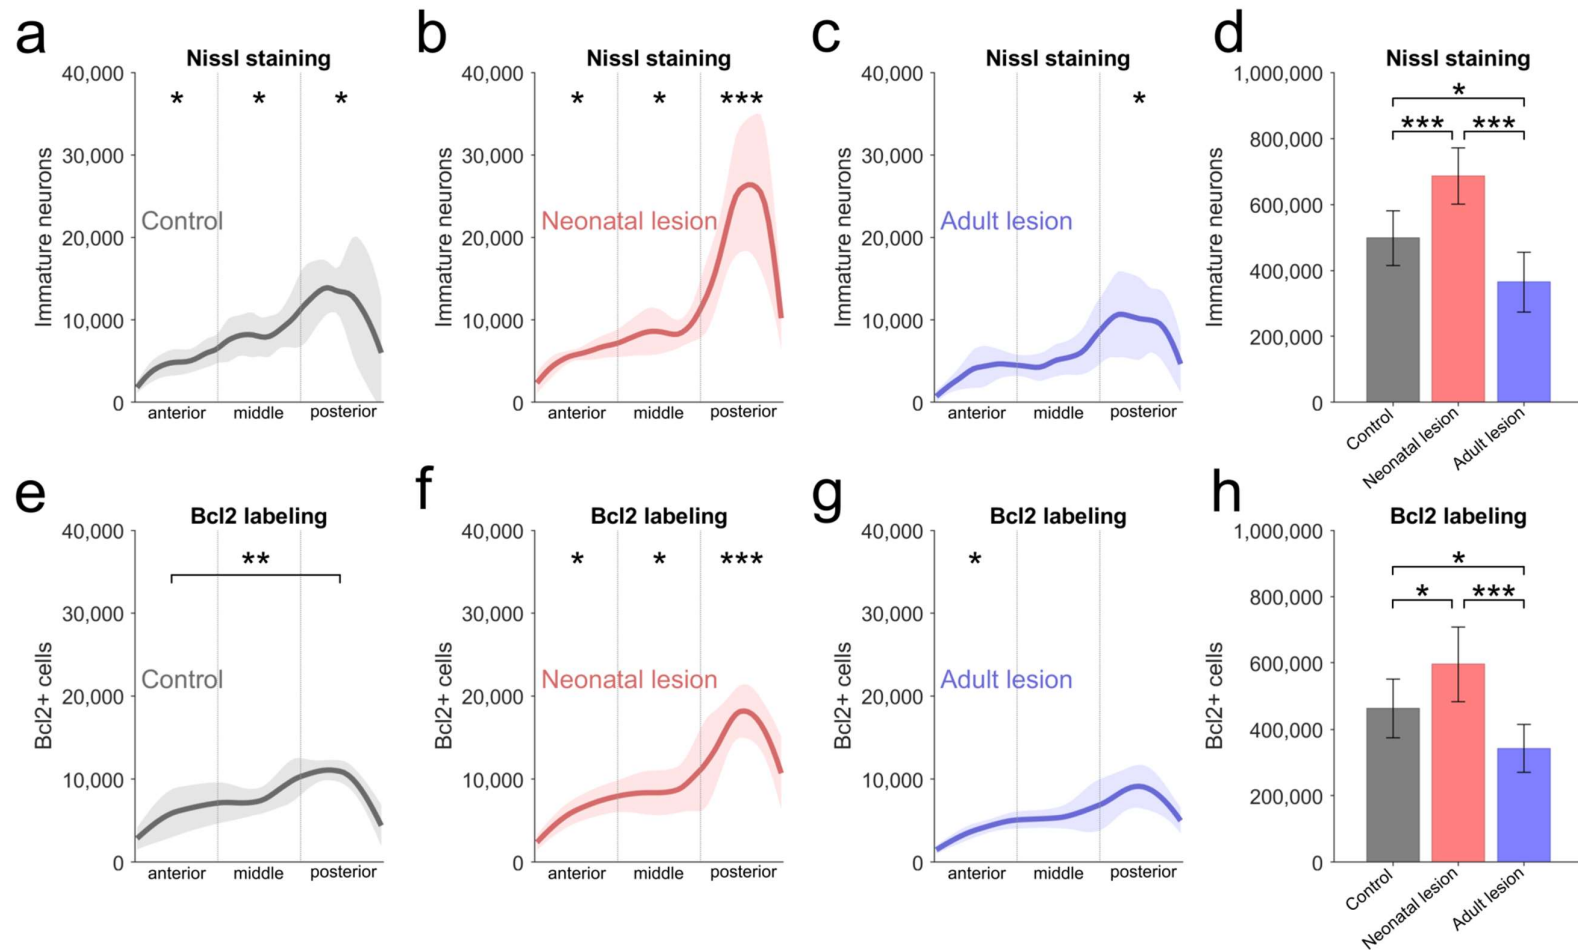 a
Nissl staining
40,000
30,000
20,000
10,000
0
Immature neurons
* * *
Control
anterior middle posterior
b
Nissl staining
40,000
30,000
20,000
10,000
0
Immature neurons
* * ***
Neonatal lesion
anterior middle posterior
c
Nissl staining
40,000
30,000
20,000
10,000
0
Immature neurons
*
Adult lesion
anterior middle posterior
d
Nissl staining
1,000,000
800,000
600,000
400,000
200,000
0
Immature neurons
*
*** ***
Control
Neonatal lesion
Adult lesion
e
Bcl2 labeling
40,000
30,000
20,000
10,000
0
Bcl2+ cells
**
Control
anterior middle posterior
f
Bcl2 labeling
40,000
30,000
20,000
10,000
0
Bcl2+ cells
* * ***
Neonatal lesion
anterior middle posterior
g
Bcl2 labeling
40,000
30,000
20,000
10,000
0
Bcl2+ cells
*
Adult lesion
anterior middle posterior
h
Bcl2 labeling
1,000,000
800,000
600,000
400,000
200,000
0
Bcl2+ cells
*
* ***
Control
Neonatal lesion
Adult lesion